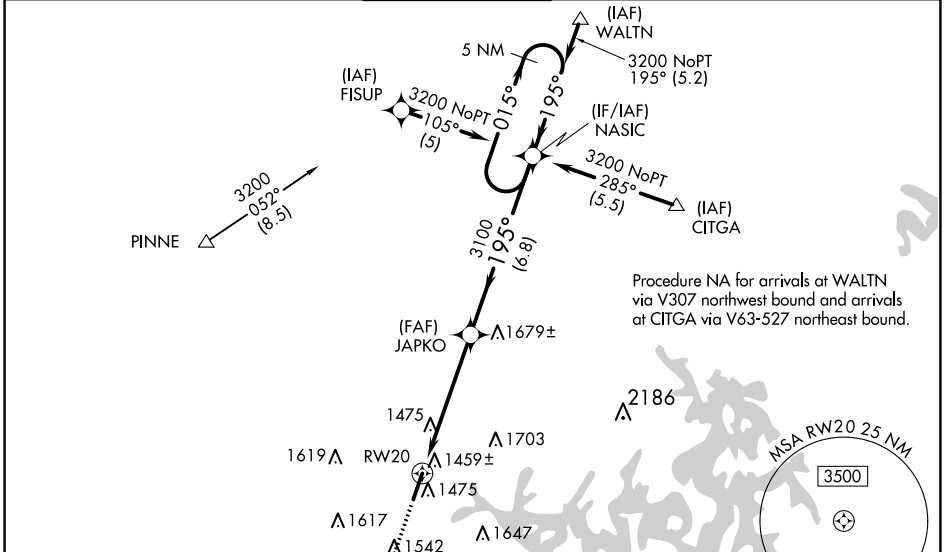 (IAF)
WALTN
5 NM
3200 NoPT
195° (5.2)
(IAF)
FISUP
3200 NoPT
105°
(5)
015°
195°
(IF/IAF)
NASIC
3200 NoPT
285°
(5.5)
(IAF)
CITGA
3200
052°
(8.5)
PINNE
3100
195°
(6.8)
Procedure NA for arrivals at WALTN
via V307 northwest bound and arrivals
at CITGA via V63-527 northeast bound.
(FAF)
JAPKO
1679±
2186
1475
1703
1619
RW20
1459±
1475
MSA RW20 25 NM
3500
1617
1647
1542